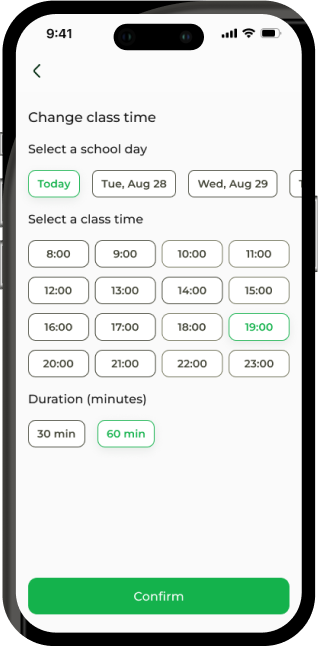 9:41
Change class time
Select a school day
Today Tue, Aug 28 Wed, Aug 29
Select a class time
8:00 9:00 10:00 11:00
12:00 13:00 14:00 15:00
16:00 17:00 18:00 19:00
20:00 21:00 22:00 23:00
Duration (minutes)
30 min 60 min
Confirm